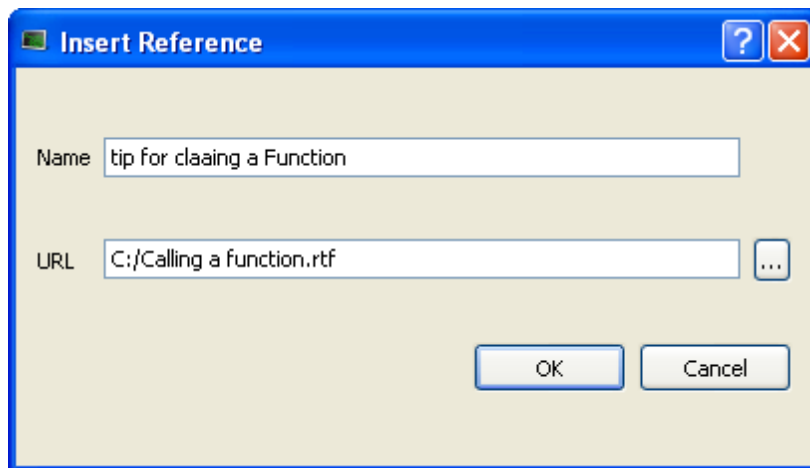 Insert Reference
Name tip for claaing a Function
URL C:/Calling a function.rtf ...
OK Cancel